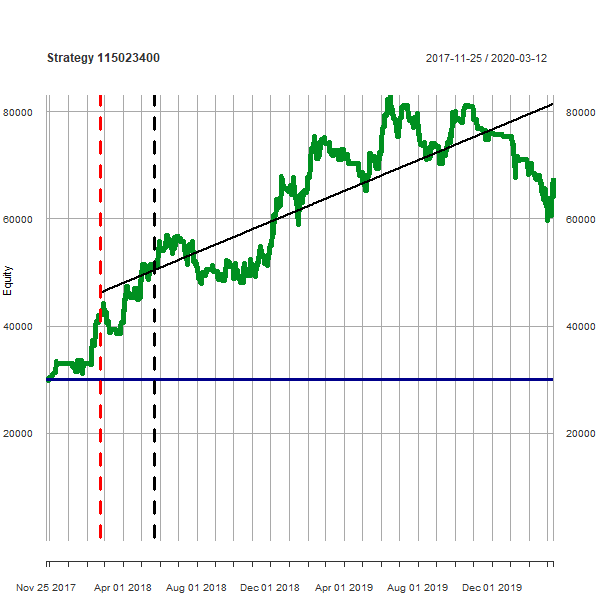 Strategy 115023400 2017-11-25 / 2020-03-12
80000 80000
60000 60000
Equity
40000 40000
20000 20000
Nov 25 2017 Apr 01 2018 Aug 01 2018 Dec 01 2018 Apr 01 2019 Aug 01 2019 Dec 01 2019